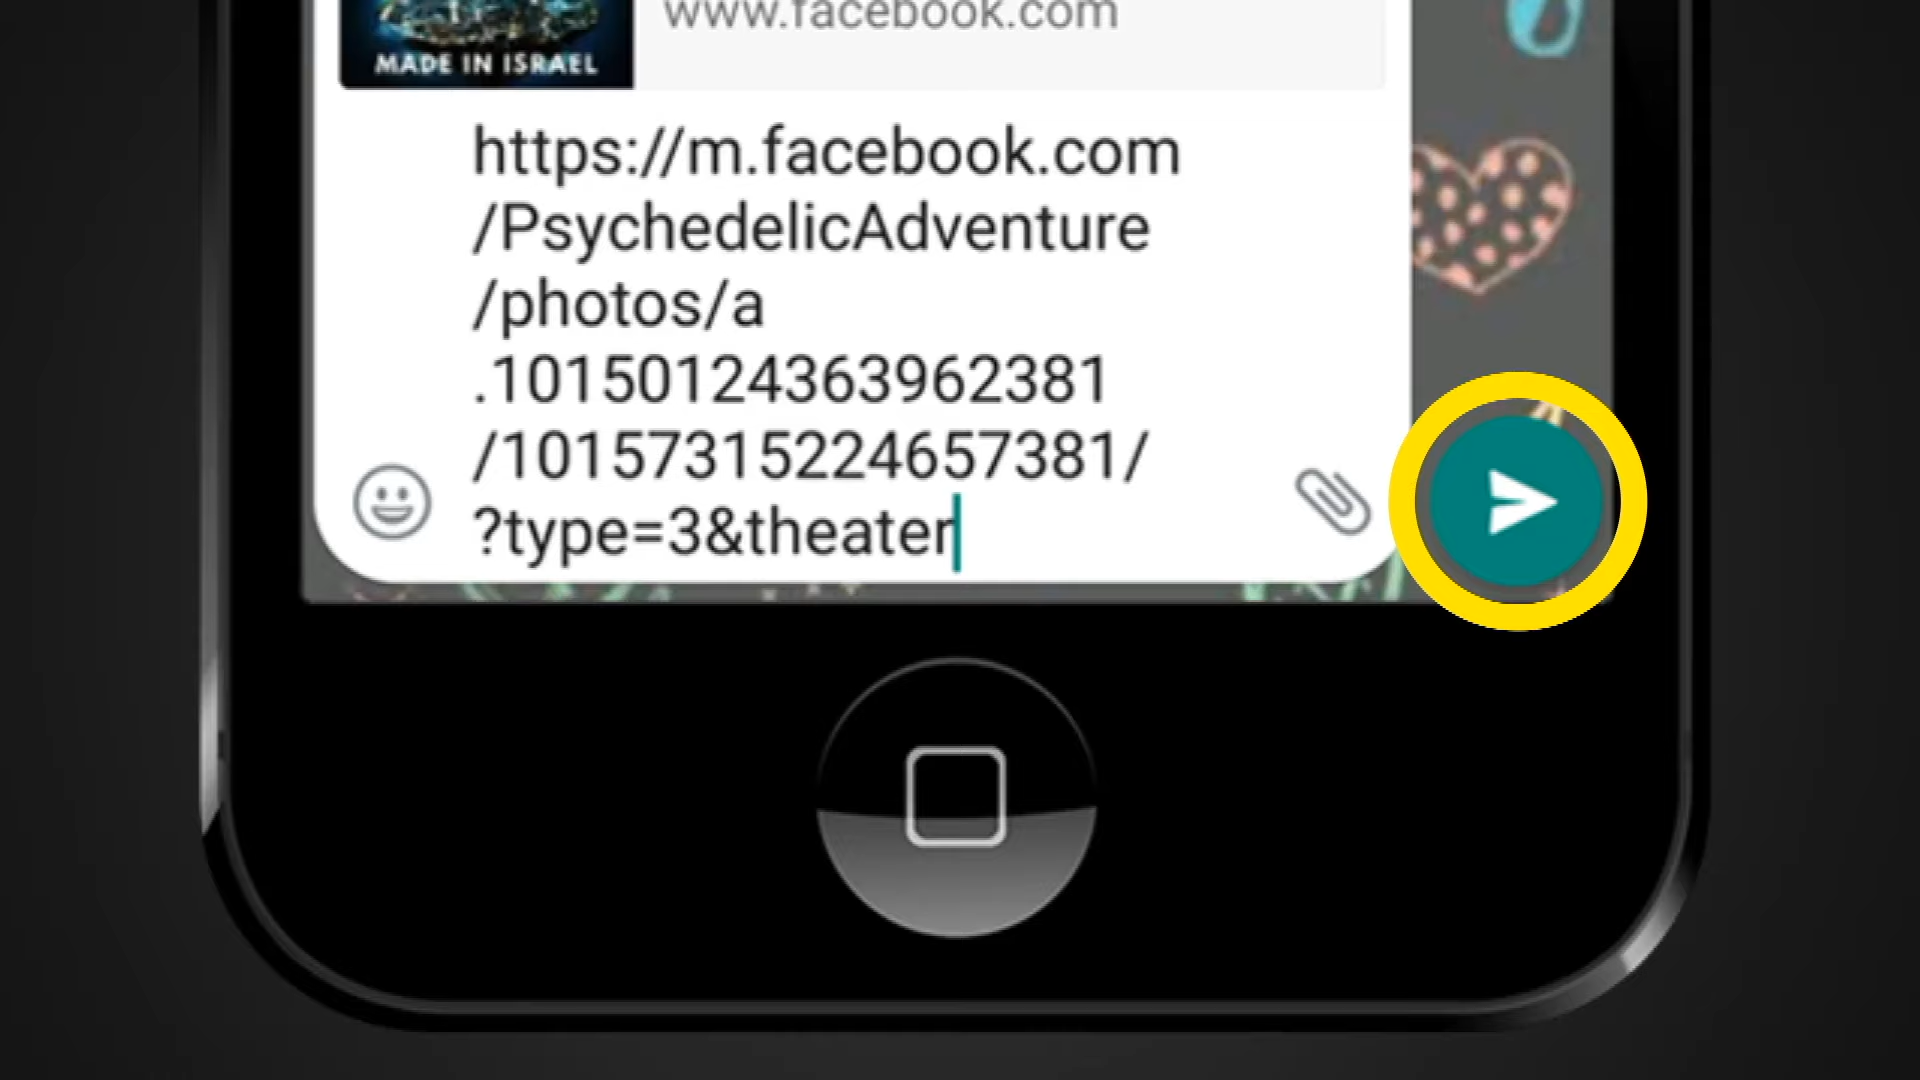 www.facebook.com
MADE IN ISRAEL
https://m.facebook.com
/PsychedelicAdventure
/photos/a
.10150124363962381
/10157315224657381/
?type=3&theater